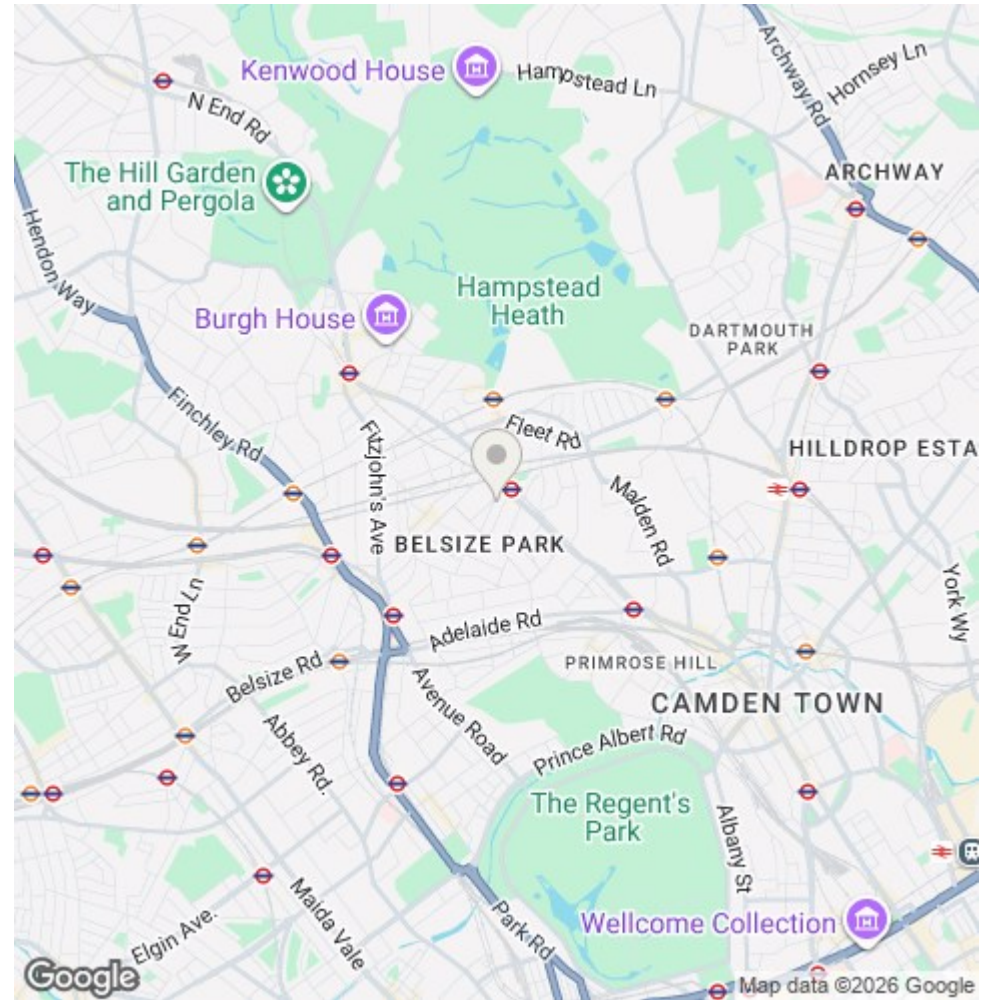 Kenwood House
Hampstead Ln
Archway Rd
Hornsey Ln
N End Rd
The Hill Garden
and Pergola
ARCHWAY
Hendon Way
Hampstead
Heath
Burgh House
DARTMOUTH
PARK
Finchley Rd
Fitzjohn's Ave
Fleet Rd
HILLDROP ESTA
Malden Rd
BELSIZE PARK
W End Ln
York Wy
Adelaide Rd
Belsize Rd
PRIMROSE HILL
Avenue Road
CAMDEN TOWN
Abbey Rd.
Prince Albert Rd
The Regent's
Park
Albany St
Maida Vale
Elgin Ave.
Park Rd
Wellcome Collection
Google
Map data ©2026 Google